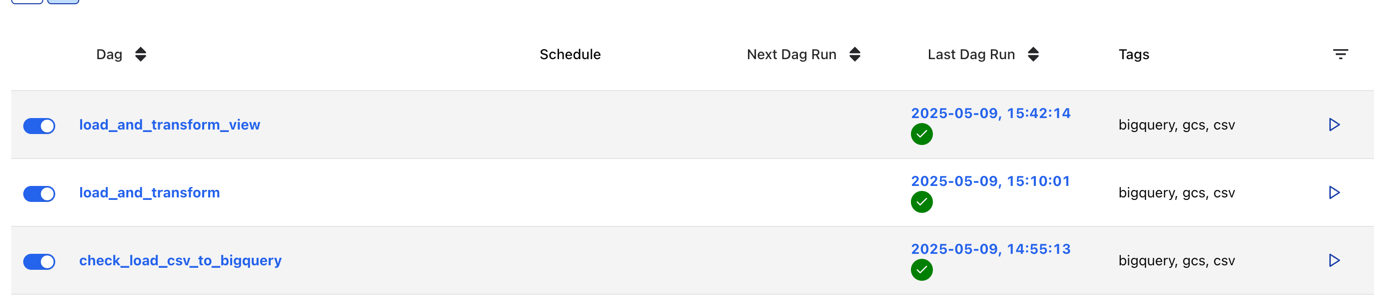 Dag Schedule Next Dag Run Last Dag Run Tags
load_and_transform_view 2025-05-09, 15:42:14 bigquery, gcs, csv
load_and_transform 2025-05-09, 15:10:01 bigquery, gcs, csv
check_load_csv_to_bigquery 2025-05-09, 14:55:13 bigquery, gcs, csv